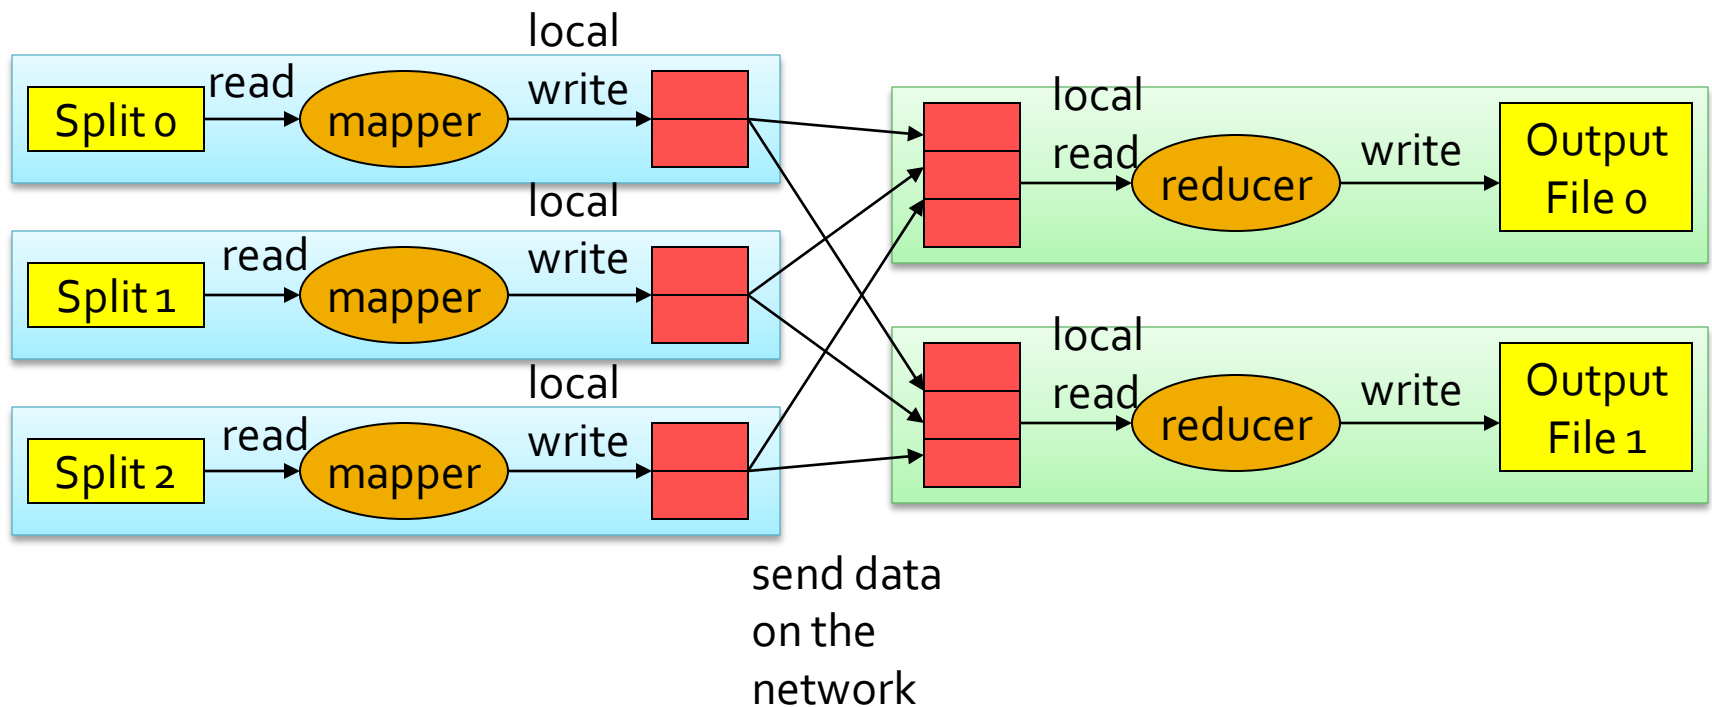 local
write
Split 0
read
mapper
local
write
Split 1
read
mapper
local
write
Split 2
read
mapper
send data
on the
network
local
read
reducer
write
Output
File 0
local
read
reducer
write
Output
File 1